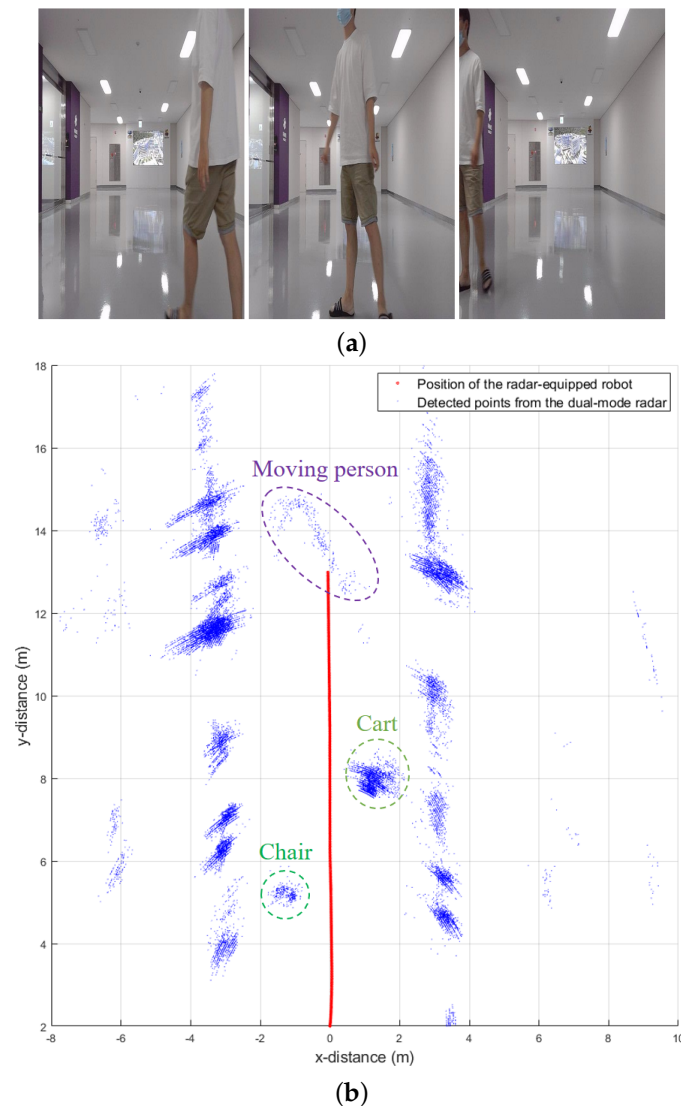 (a)
18
16
14
12
10
8
6
4
2
y-distance (m)
Position of the radar-equipped robot
Detected points from the dual-mode radar
Moving person
Cart
Chair
-8 -6 -4 -2 0 2 4 6 8 10
x-distance (m)
(b)